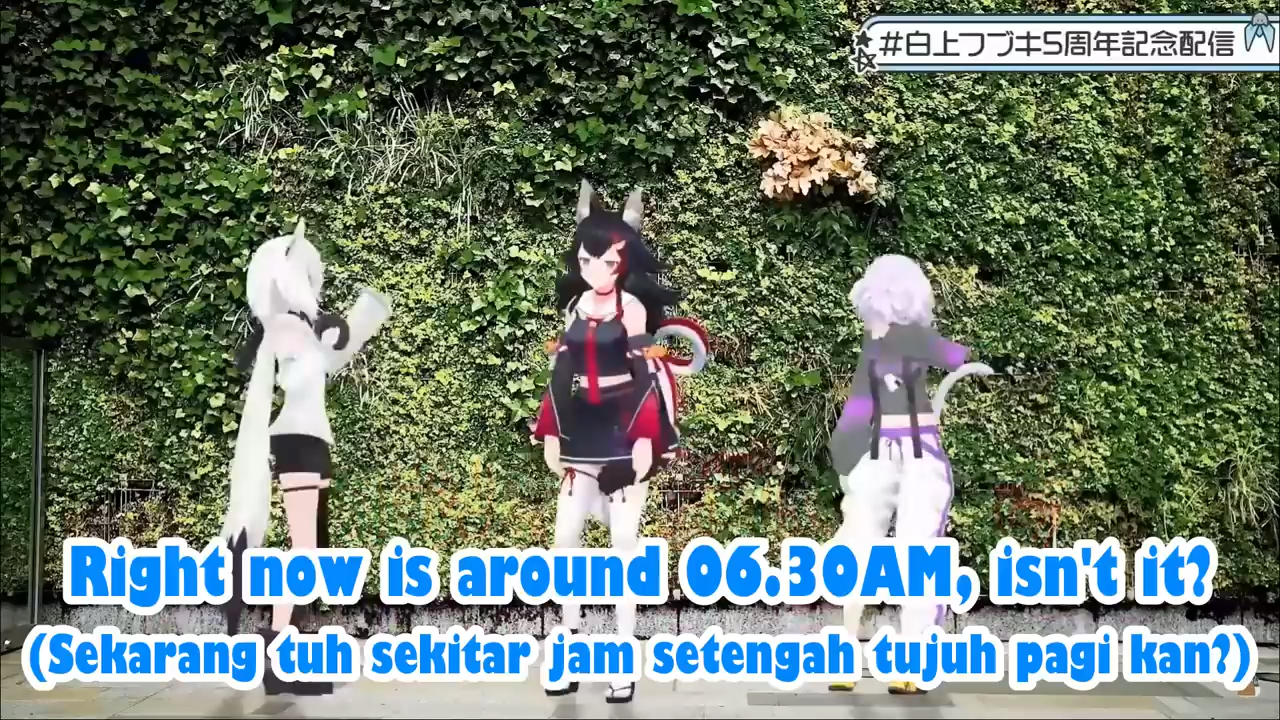 #白上フブキ5周年記念配信
Right now is around 06.30AM, isn't it?
(Sekarang tuh sekitar jam setengah tujuh pagi kan?)